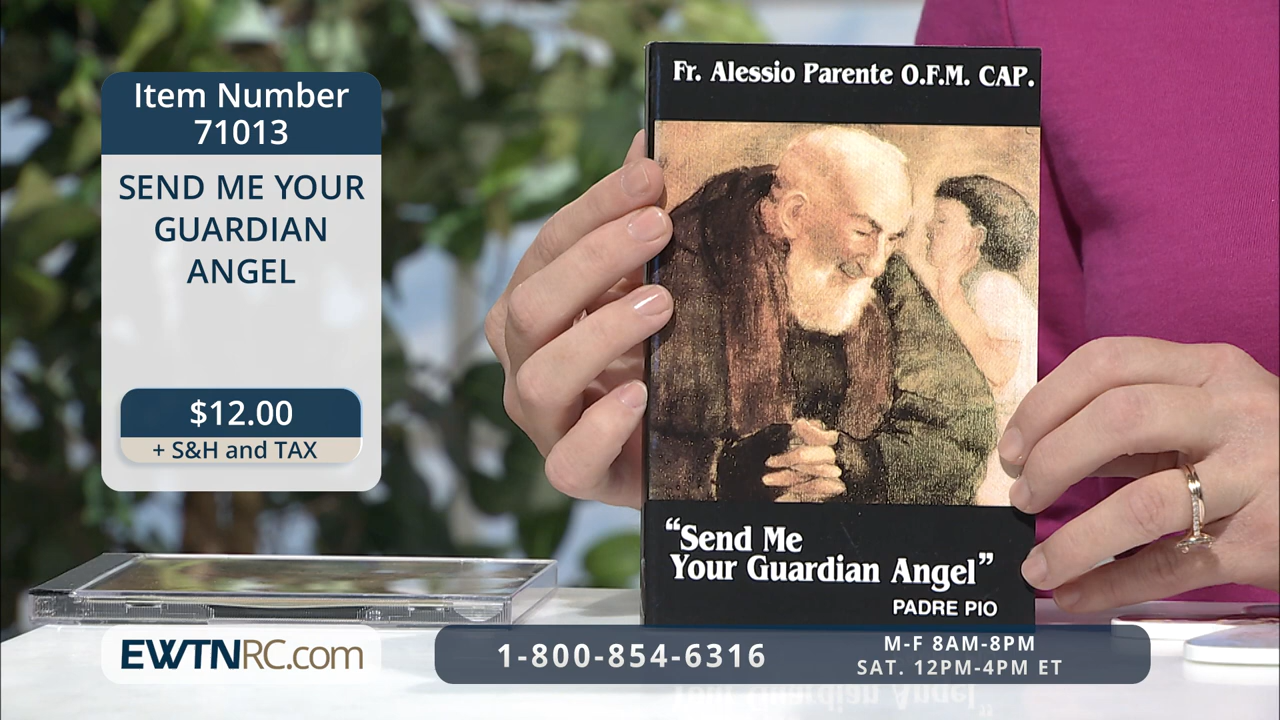 Item Number
71013
SEND ME YOUR
GUARDIAN
ANGEL
$12.00
+ S&H and TAX
Fr. Alessio Parente O.F.M. CAP.
“Send Me
Your Guardian Angel”
PADRE PIO
EWTNRC.com
1-800-854-6316
M-F 8AM-8PM
SAT. 12PM-4PM ET